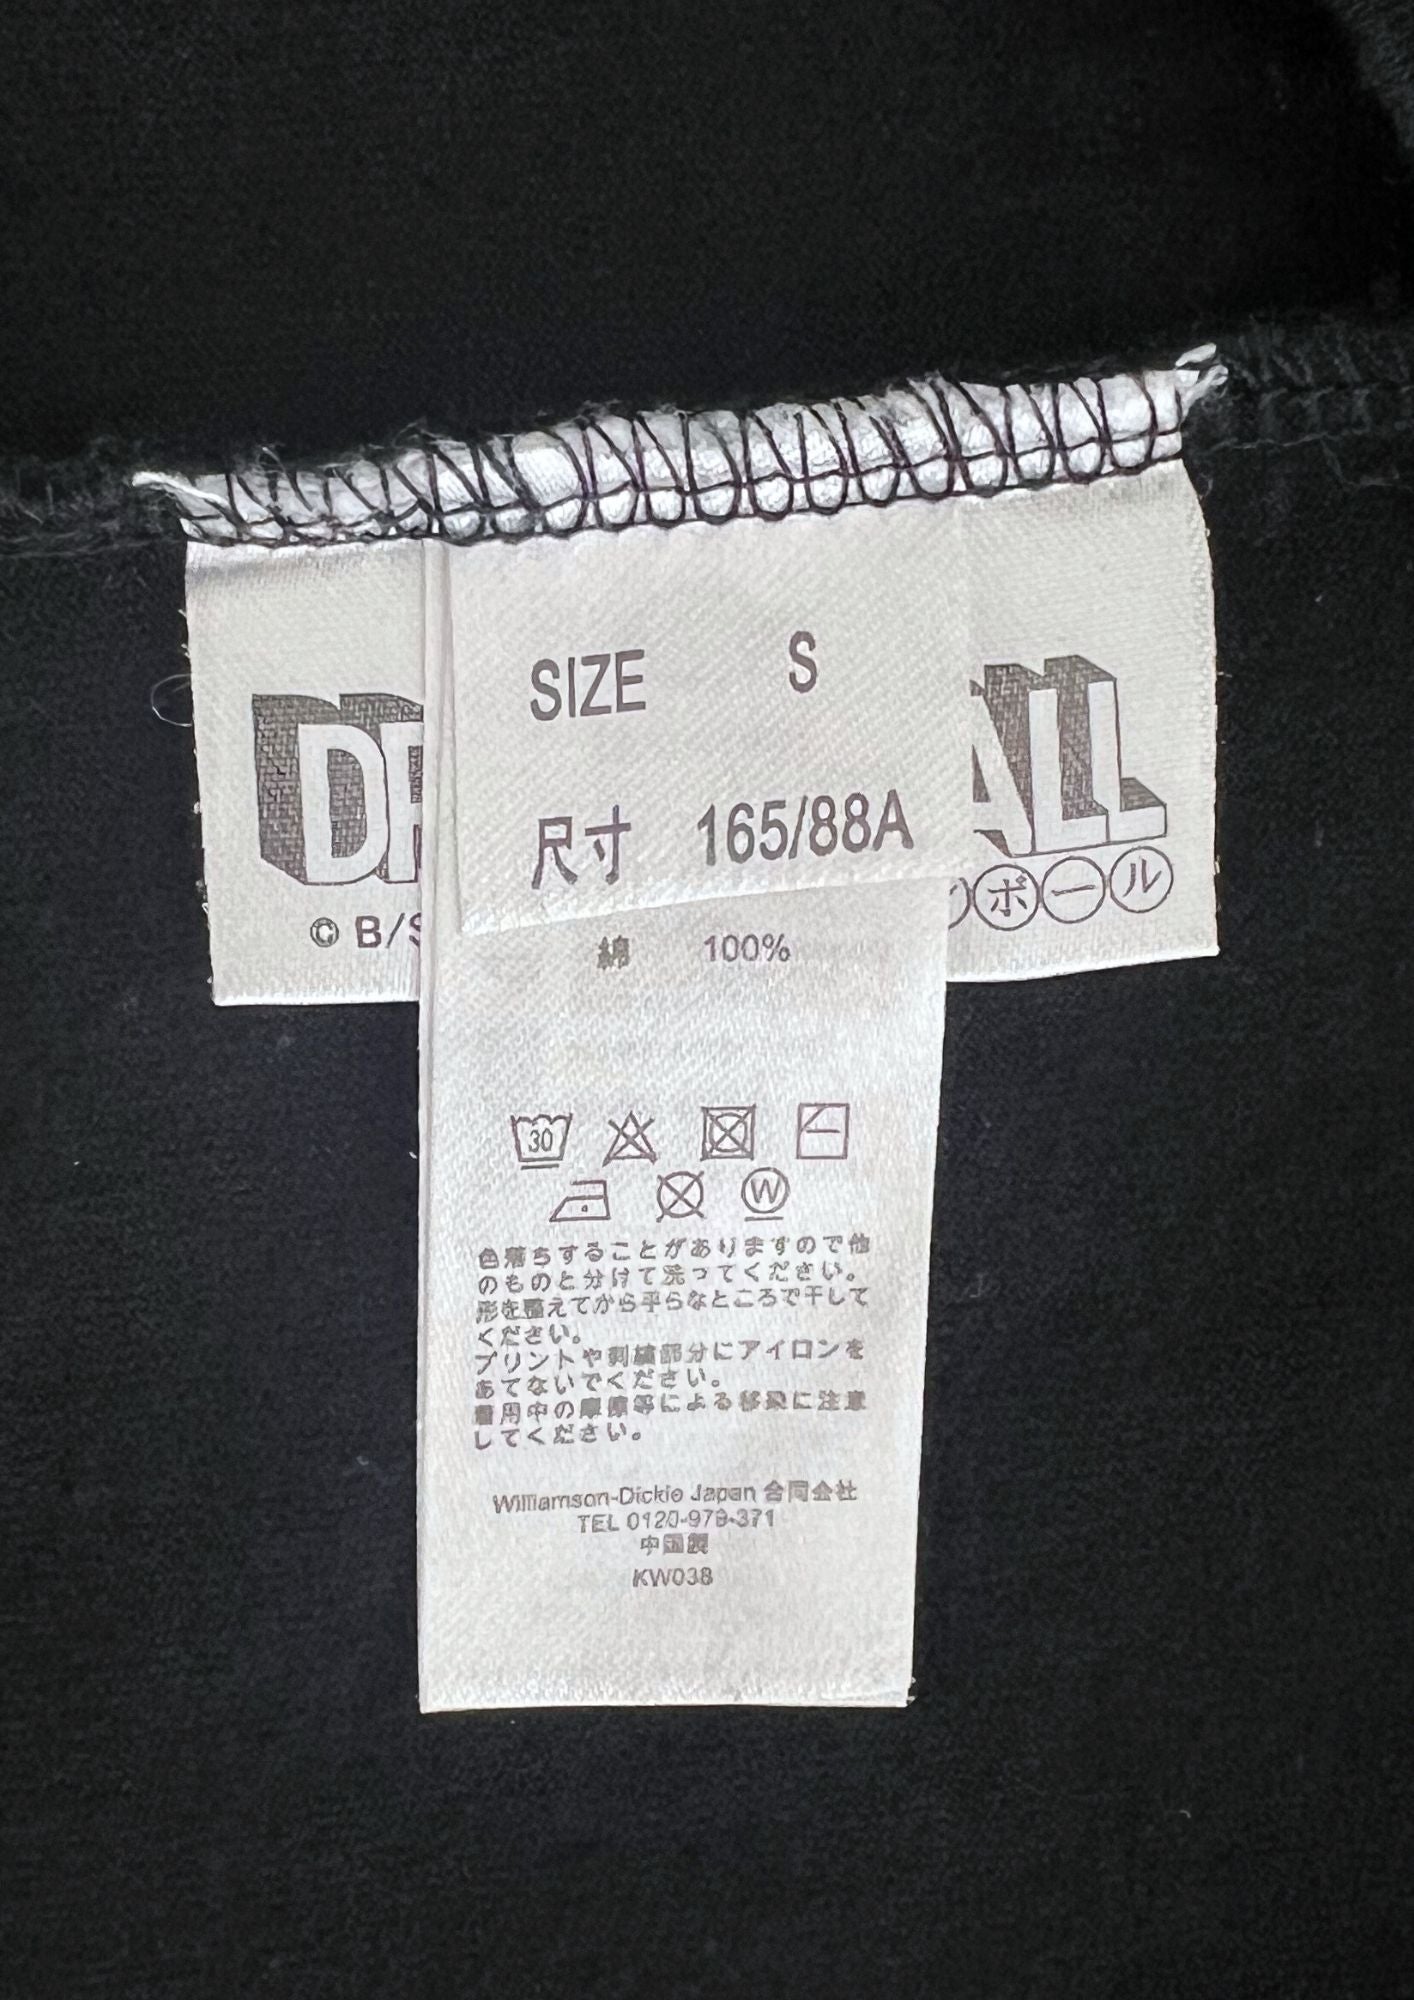 SIZE S
尺寸 165/88A
ALL
ポール
© B/S
綿 100%
30
W
色落ちすることがありますので他
のものと分けて洗ってください。
形を整えてから平らなところで干して
ください。
プリントや刺繍部分にアイロンを
あてないでください。
着用中の摩擦等による移染に注意
してください。
Williamson-Dickie Japan 合同会社
TEL 0120-979-371
中国製
KW038